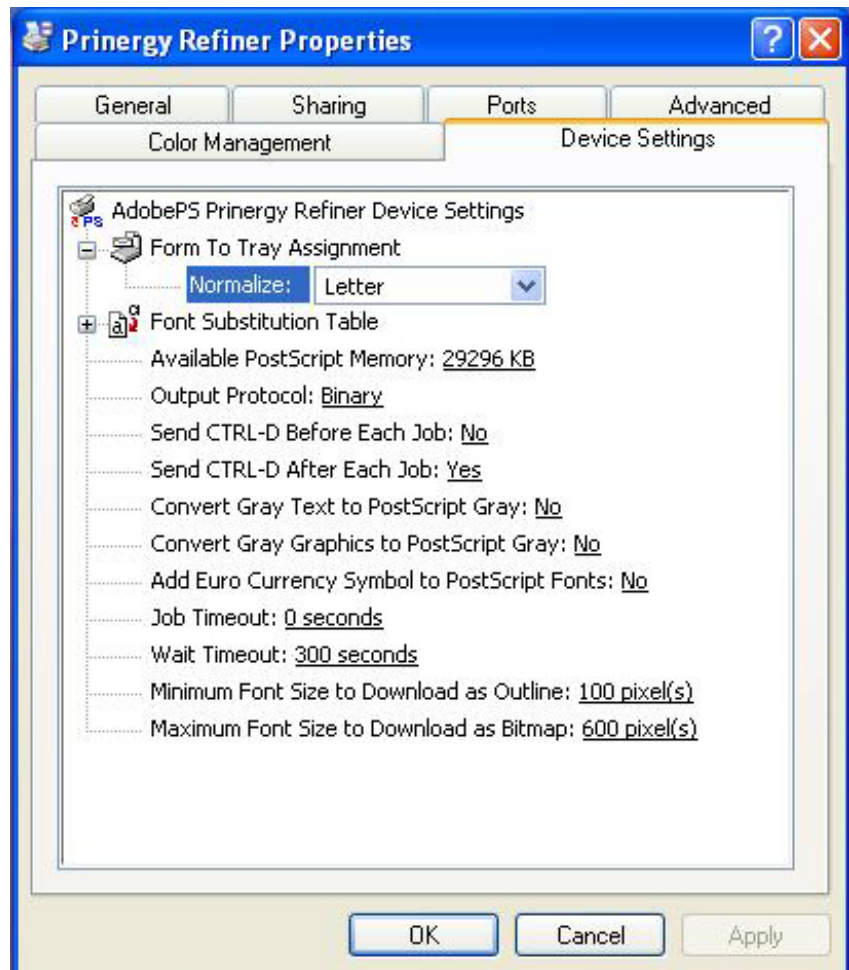 Prinergy Refiner Properties
General Sharing Ports Advanced
Color Management Device Settings
PS AdobePS Prinergy Refiner Device Settings
Form To Tray Assignment
Normalize: Letter
a Font Substitution Table
Available PostScript Memory: 29296 KB
Output Protocol: Binary
Send CTRL-D Before Each Job: No
Send CTRL-D After Each Job: Yes
Convert Gray Text to PostScript Gray: No
Convert Gray Graphics to PostScript Gray: No
Add Euro Currency Symbol to PostScript Fonts: No
Job Timeout: 0 seconds
Wait Timeout: 300 seconds
Minimum Font Size to Download as Outline: 100 pixel(s)
Maximum Font Size to Download as Bitmap: 600 pixel(s)
OK Cancel Apply